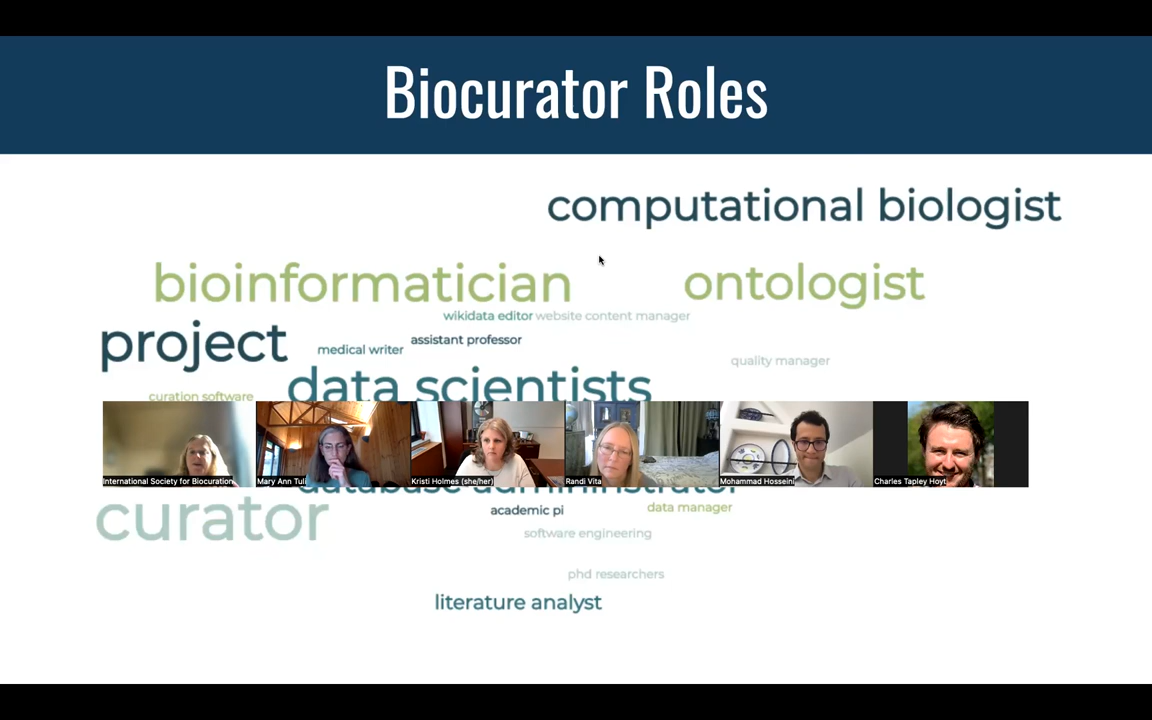 Biocurator Roles
computational biologist
bioinformatician
ontologist
wikidata editor
website content manager
project
medical writer
assistant professor
quality manager
curation software
data scientists
International Society for Biocuration
Mary Ann Tuli
Kristi Holmes (she/her)
Randi Vita
Mohammad Hosseini
Charles Tapley Hoyt
database administrator
curator
academic pi
data manager
software engineering
phd researchers
literature analyst